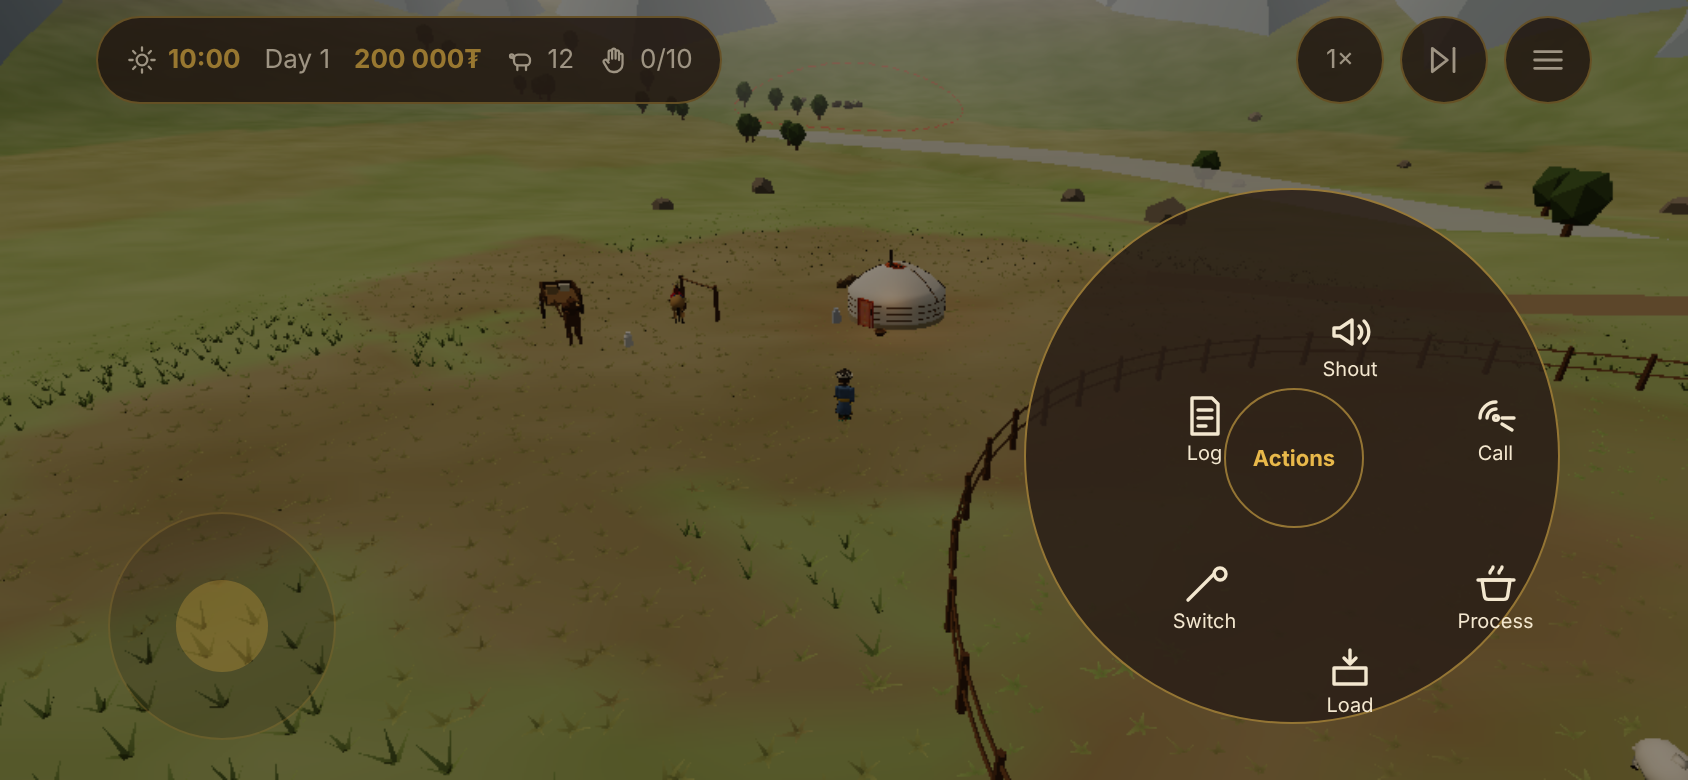 10:00 Day 1 200 000₮ 12 0/10 1×
Shout
Log
Actions
Call
Switch
Process
Load